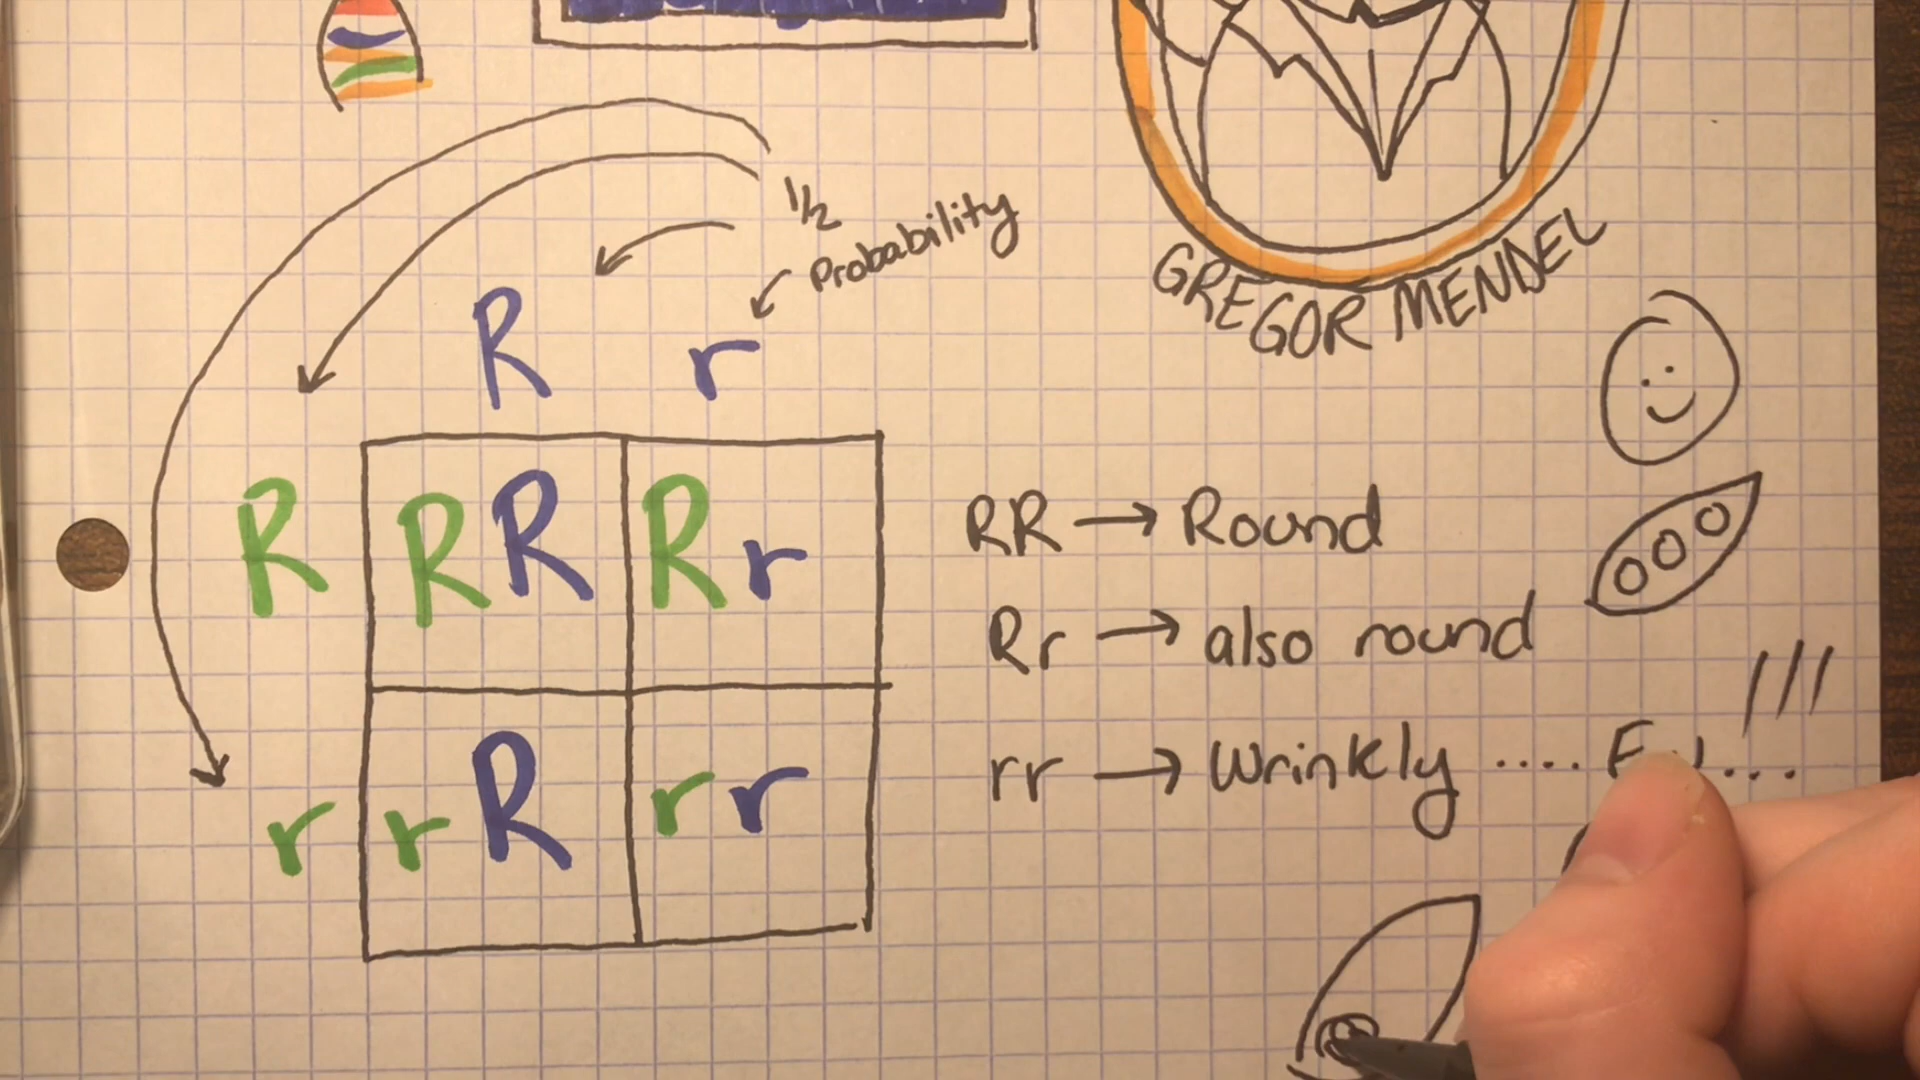 1/2
Probability
GREGOR MENDEL
R r
R RR Rr
r rR rr
RR → Round
Rr → also round
rr → Wrinkly ....
!!!